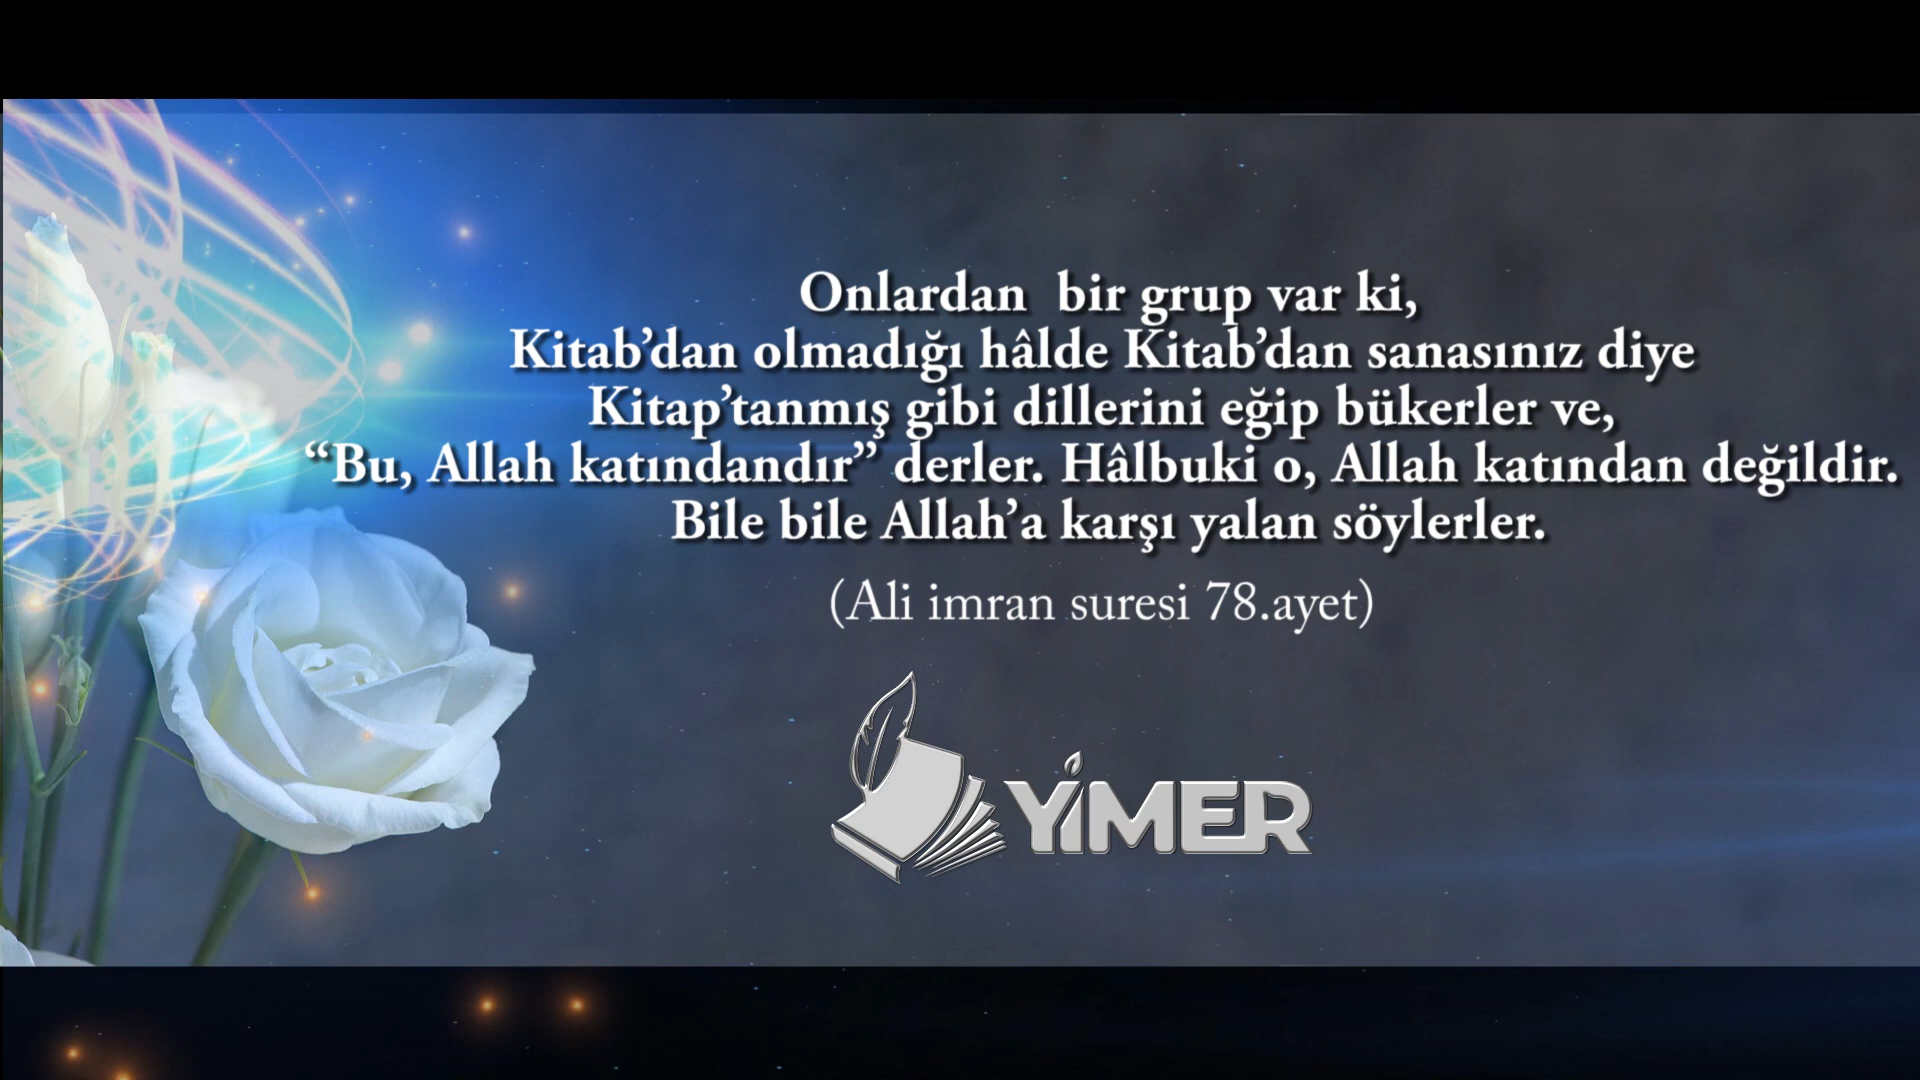 Onlardan bir grup var ki,
Kitab’dan olmadığı hâlde Kitab’dan sanasınız diye
Kitap’tanmış gibi dillerini eğip bükerler ve,
“Bu, Allah katındandır” derler. Hâlbuki o, Allah katından değildir.
Bile bile Allah’a karşı yalan söylerler.
(Ali imran suresi 78.ayet)
YİMER